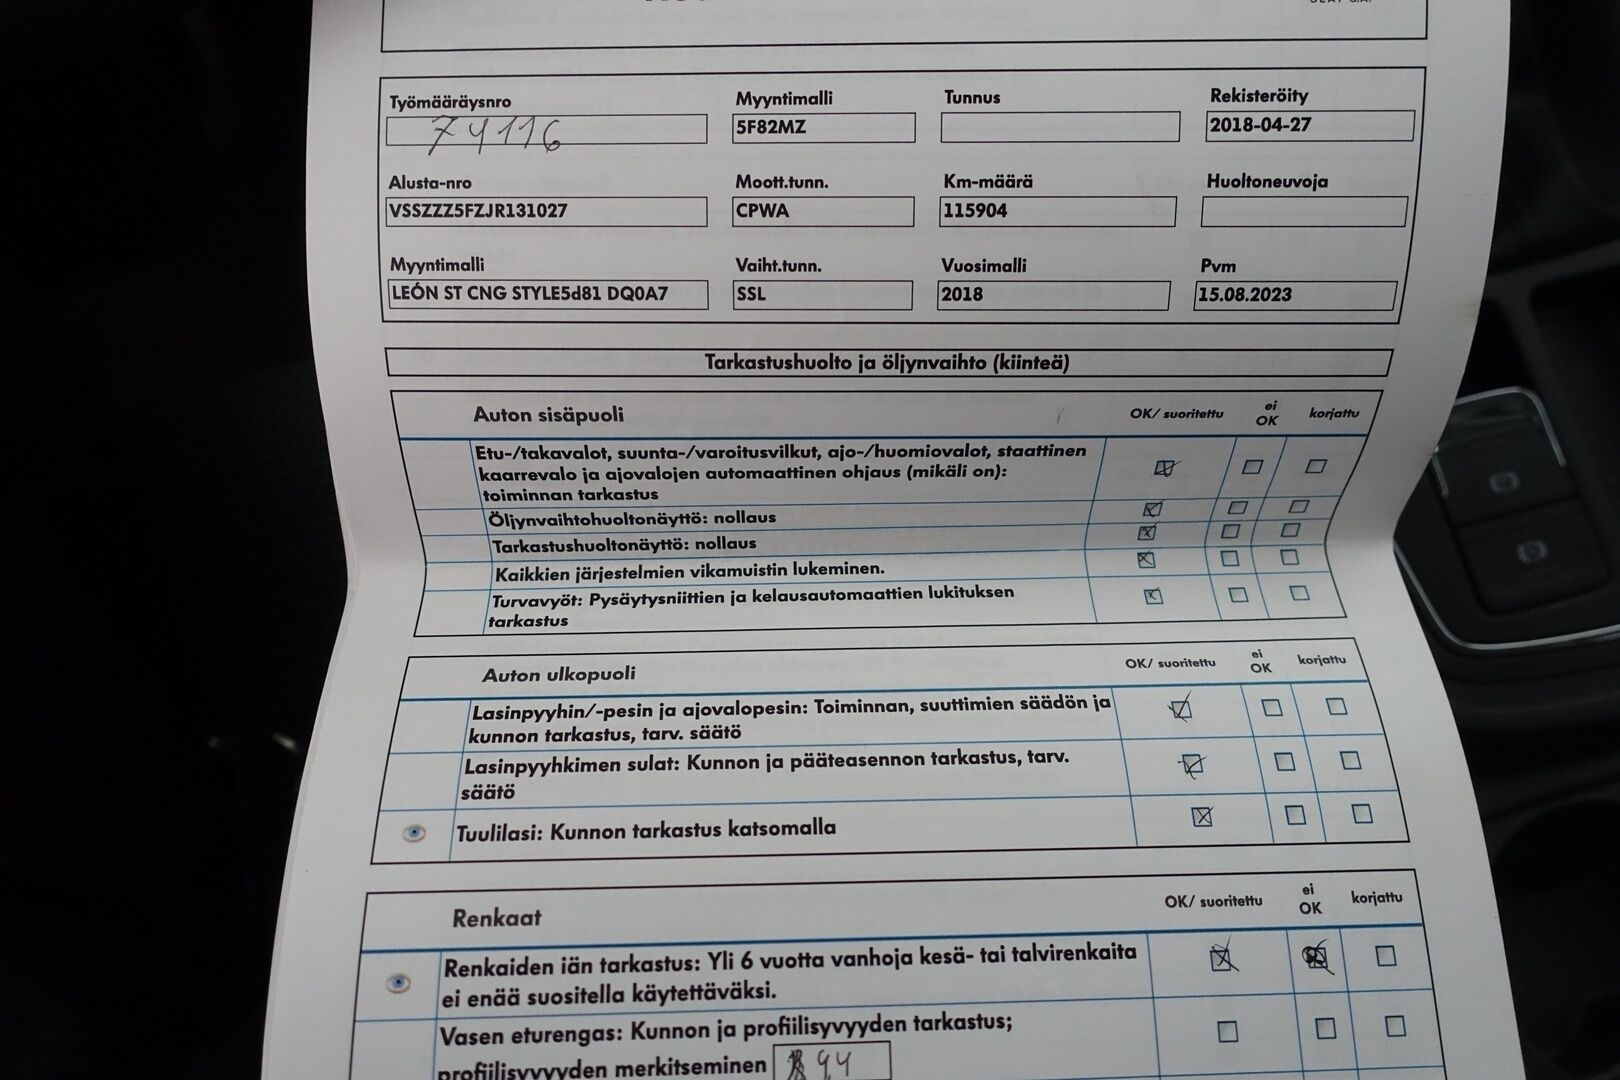 Työmääräysnro Myyntimalli Tunnus Rekisteröity
74116 5F82MZ 2018-04-27
Alusta-nro Moott.tunn. Km-määrä Huoltoneuvoja
VSSZZZ5FZJR131027 CPWA 115904
Myyntimalli Vaiht.tunn. Vuosimalli Pvm
LEÓN ST CNG STYLE5d81 DQ0A7 SSL 2018 15.08.2023
Tarkastushuolto ja öljynvaihto (kiinteä)
Auton sisäpuoli OK/ suoritettu ei OK korjattu
Etu-/takavalot, suunta-/varoitusvilkut, ajo-/huomiovalot, staattinen
kaarrevalo ja ajovalojen automaattinen ohjaus (mikäli on):
toiminnan tarkastus
Öljynvaihtohuoltonäyttö: nollaus
Tarkastushuoltonäyttö: nollaus
Kaikkien järjestelmien vikamuistin lukeminen.
Turvavyöt: Pysäytysniittien ja kelausautomaattien lukituksen
tarkastus
Auton ulkopuoli OK/ suoritettu ei OK korjattu
Lasinpyyhin/-pesin ja ajovalopesin: Toiminnan, suuttimien säädön ja
kunnon tarkastus, tarv. säätö
Lasinpyyhkimen sulat: Kunnon ja pääteasennon tarkastus, tarv.
säätö
Tuulilasi: Kunnon tarkastus katsomalla
Renkaat OK/ suoritettu ei OK korjattu
Renkaiden iän tarkastus: Yli 6 vuotta vanhoja kesä- tai talvirenkaita
ei enää suositella käytettäväksi.
Vasen eturengas: Kunnon ja profiilisyvyyden tarkastus;
profiilisyvyyden merkitseminen